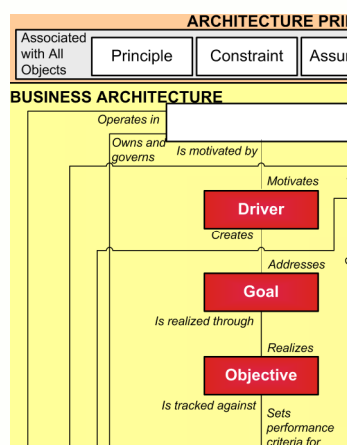 ARCHITECTURE PRI
Associated
with All
Objects
Principle
Constraint
Assu
BUSINESS ARCHITECTURE
Operates in
Owns and
governs
Is motivated by
Motivates
Driver
Creates
Addresses
Goal
Is realized through
Realizes
Objective
Is tracked against
Sets
performance
criteria for